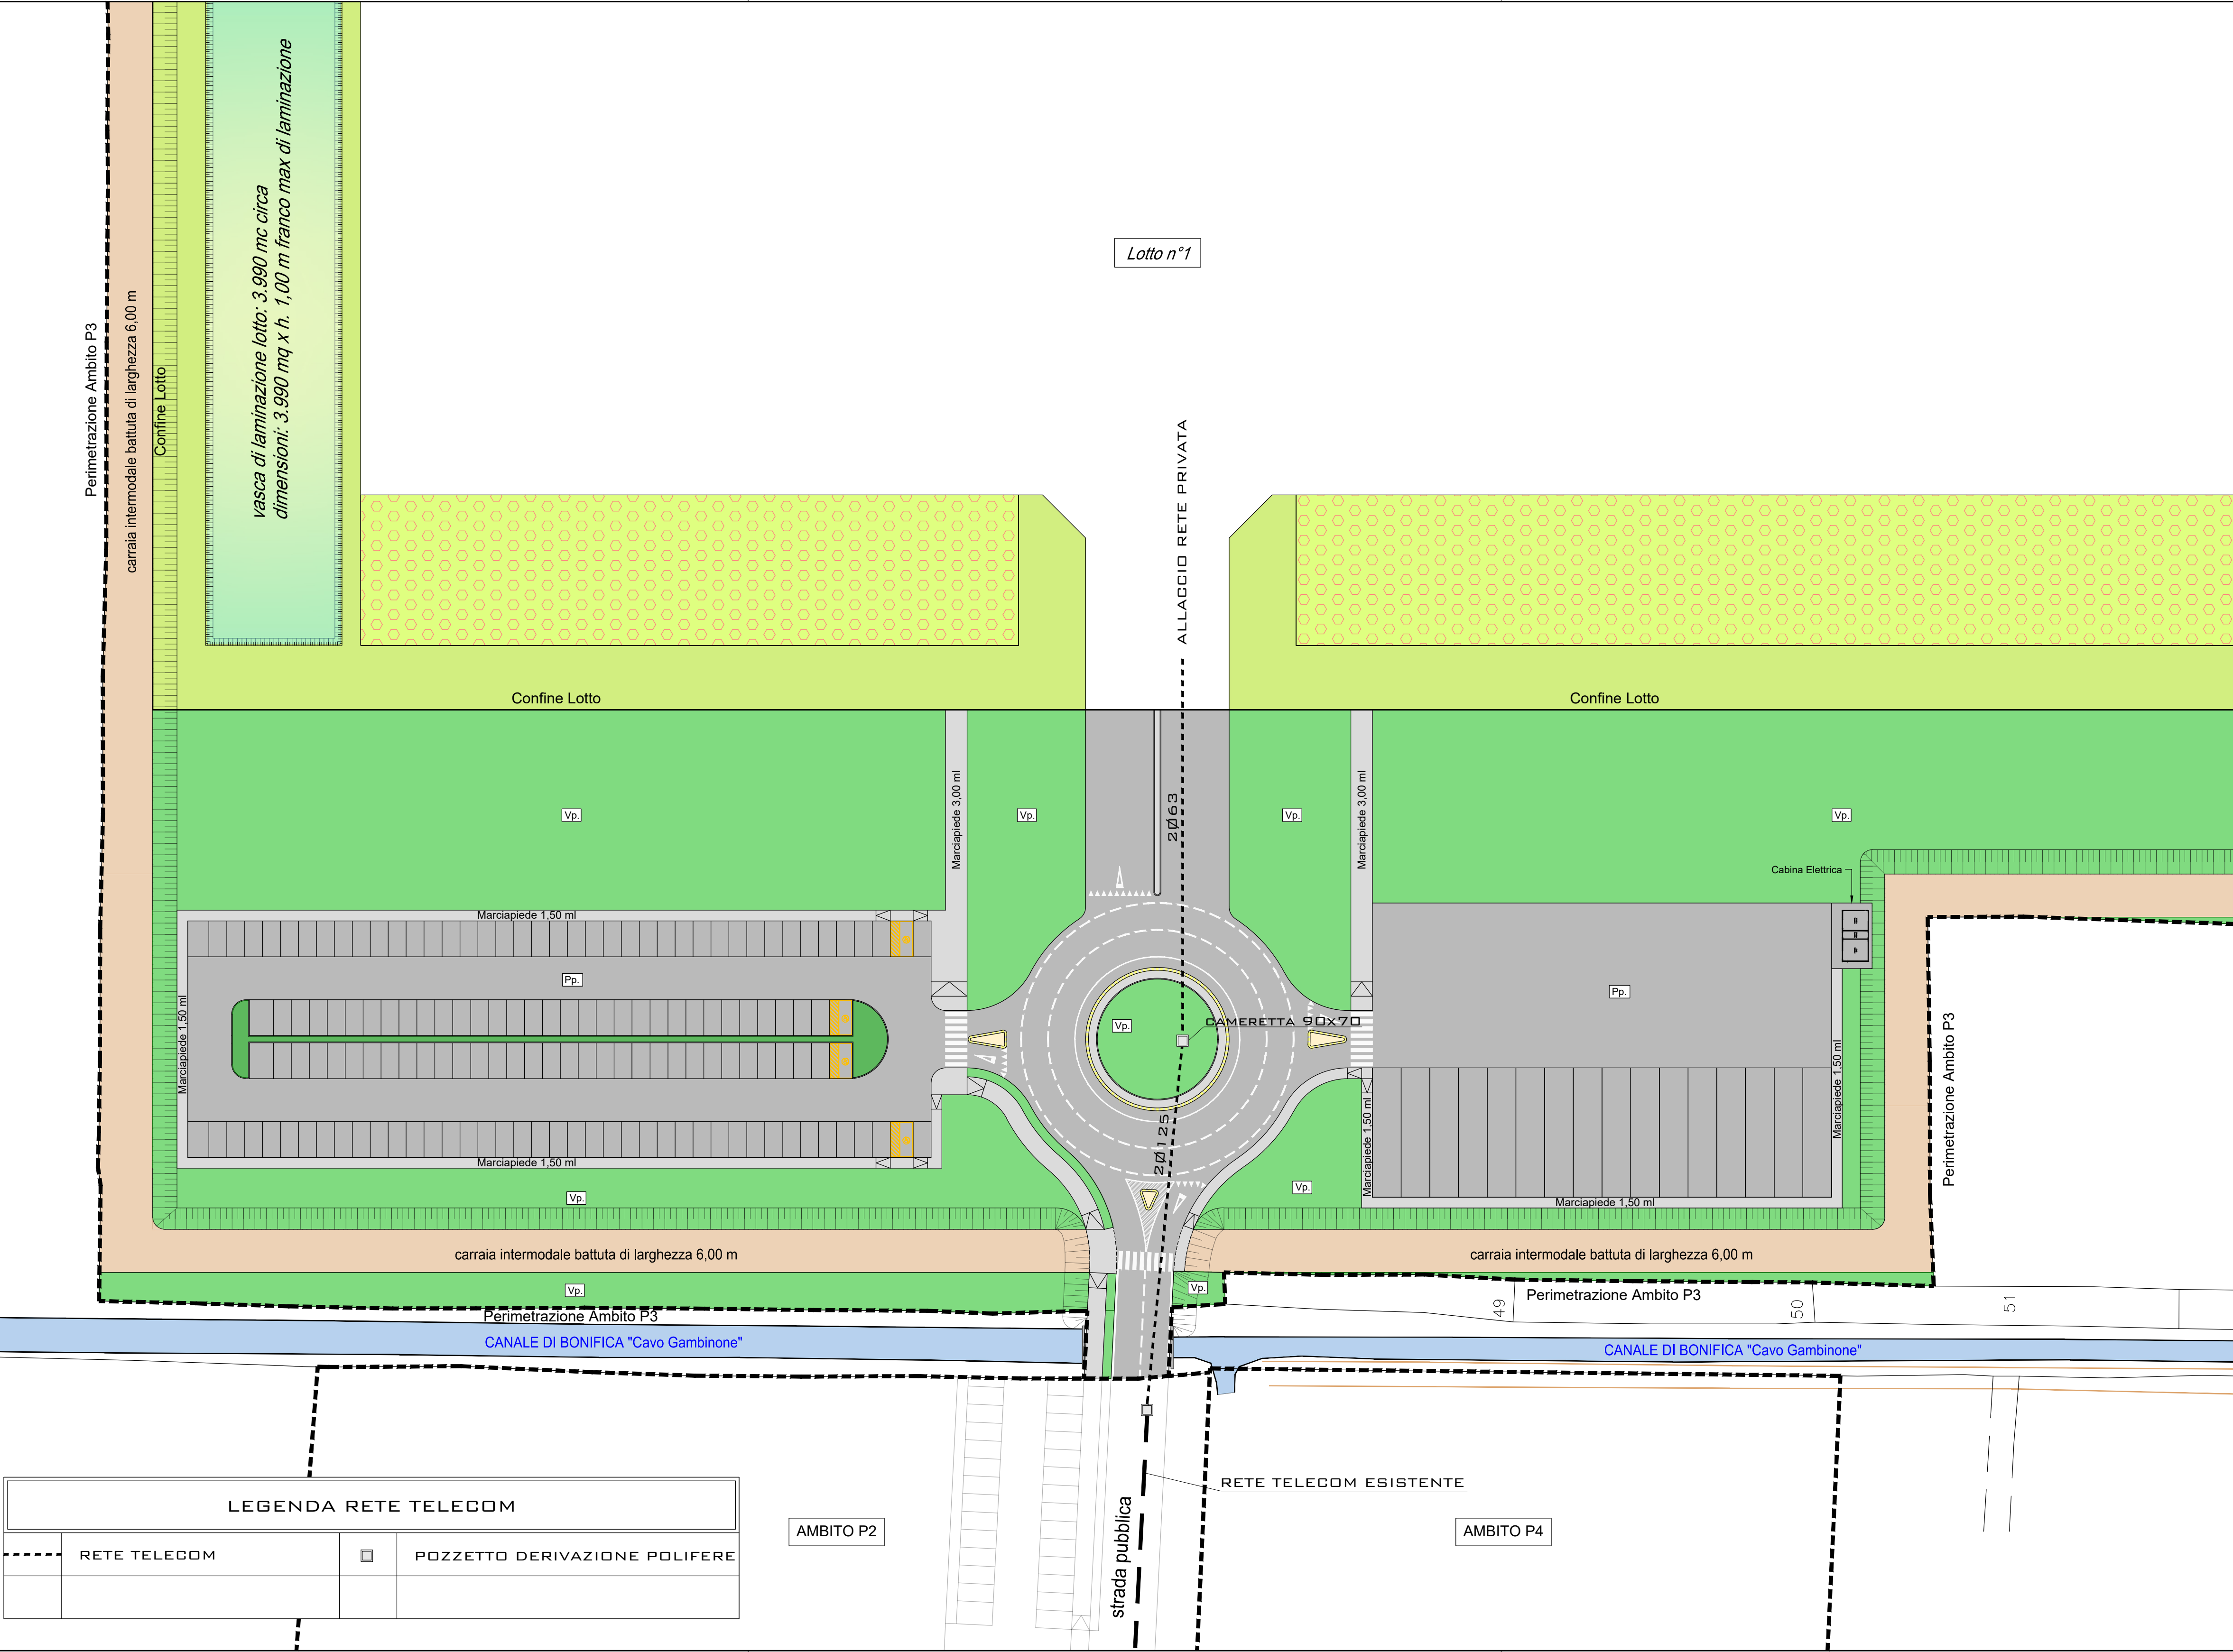 vasca di laminazione lotto: 3.990 mc circa
dimensioni: 3.990 mq x h. 1,00 m franco max di laminazione
Perimetrazione Ambito P3
carraia intermodale battuta di larghezza 6,00 m
Confine Lotto
Lotto n°1
ALLACCIO RETE PRIVATA
Confine Lotto
Confine Lotto
Vp.
Marciapiede 3,00 ml
Vp.
2Ø63
Vp.
Marciapiede 3,00 ml
Vp.
Cabina Elettrica
Marciapiede 1,50 ml
Pp.
Marciapiede 1,50 ml
Pp.
Vp.
CAMERETTA 90x70
Marciapiede 1,50 ml
Perimetrazione Ambito P3
2Ø125
Marciapiede 1,50 ml
Marciapiede 1,50 ml
Vp.
Vp.
Marciapiede 1,50 ml
carraia intermodale battuta di larghezza 6,00 m
carraia intermodale battuta di larghezza 6,00 m
Vp.
Vp.
Perimetrazione Ambito P3
Perimetrazione Ambito P3
49
50
51
CANALE DI BONIFICA "Cavo Gambinone"
CANALE DI BONIFICA "Cavo Gambinone"
RETE TELECOM ESISTENTE
strada pubblica
AMBITO P2
AMBITO P4
LEGENDA RETE TELECOM
RETE TELECOM
POZZETTO DERIVAZIONE POLIFERE